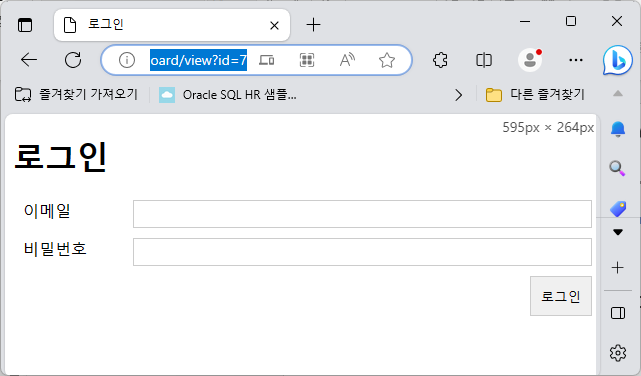 로그인
oard/view?id=7
즐겨찾기 가져오기
Oracle SQL HR 샘플...
다른 즐겨찾기
595px × 264px
로그인
이메일
비밀번호
로그인